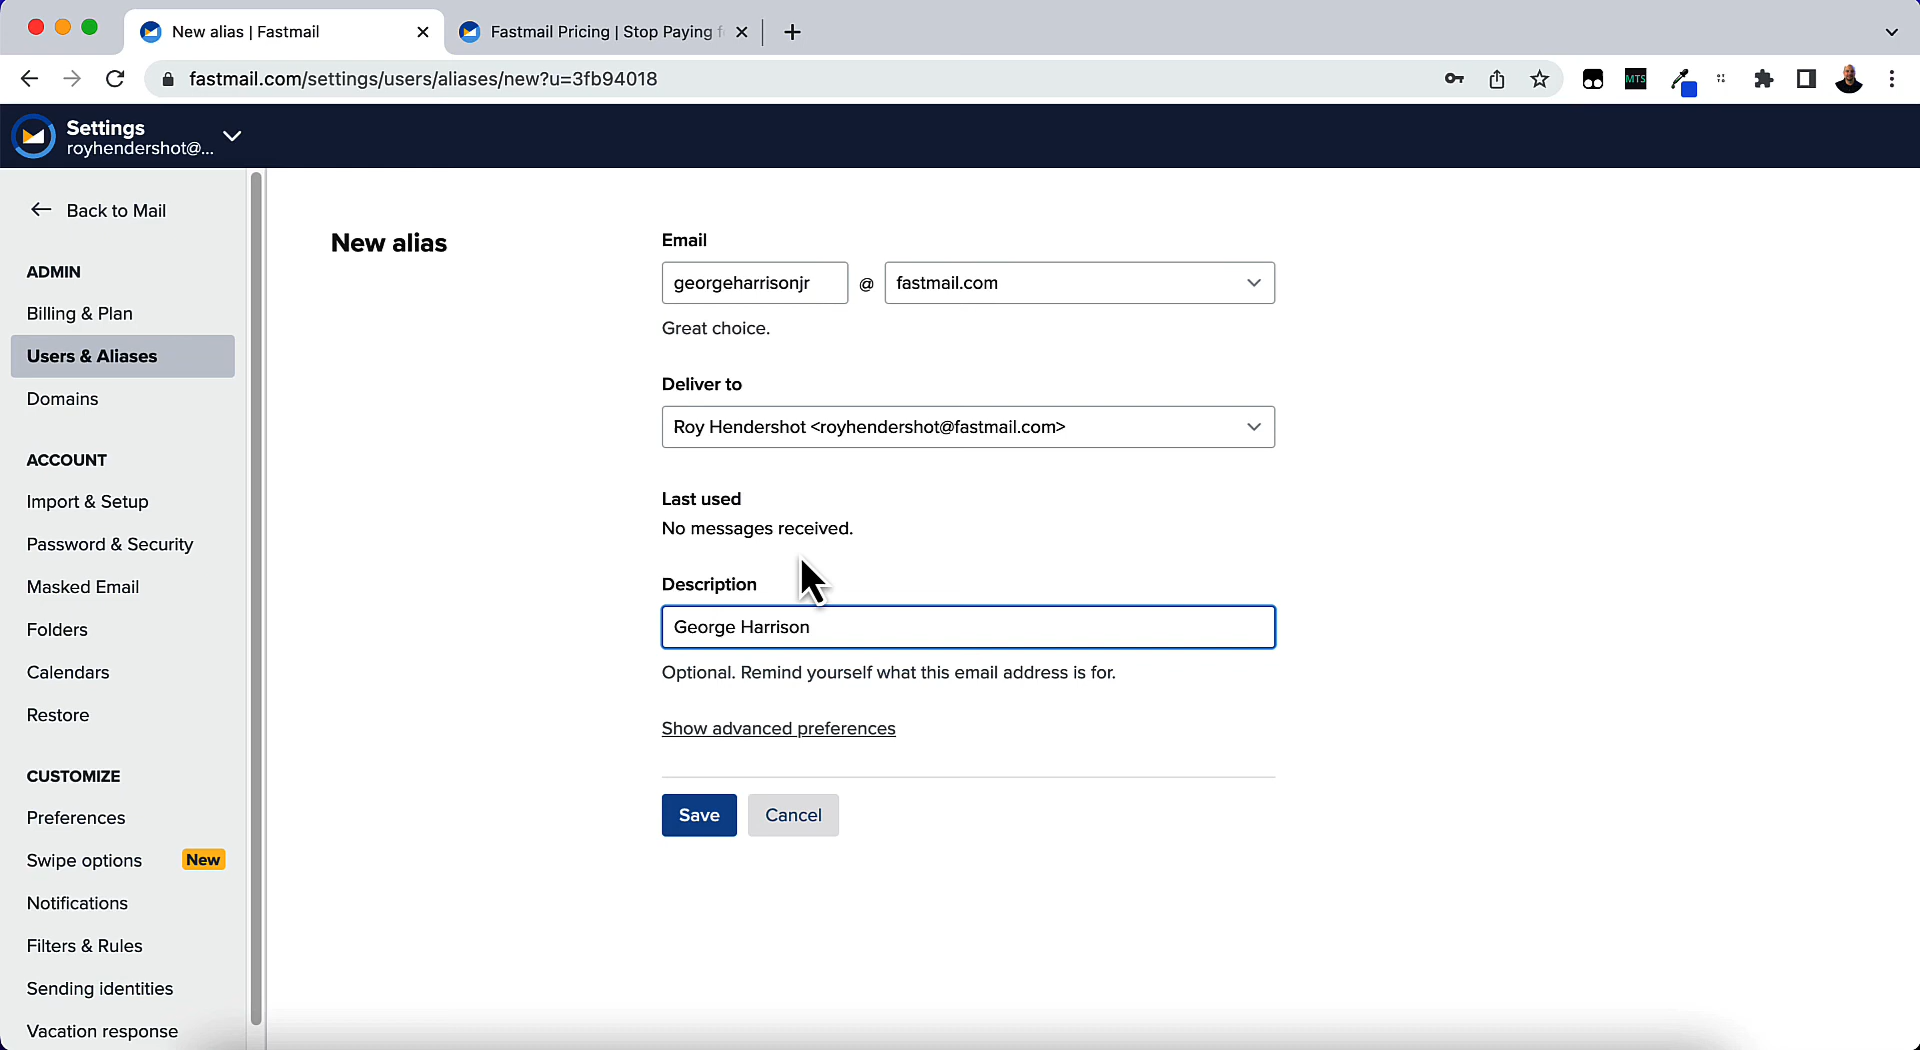 New alias | Fastmail
Fastmail Pricing | Stop Paying f
fastmail.com/settings/users/aliases/new?u=3fb94018
MTS
Settings
royhendershot@...
Back to Mail
ADMIN
Billing & Plan
Users & Aliases
Domains
ACCOUNT
Import & Setup
Password & Security
Masked Email
Folders
Calendars
Restore
CUSTOMIZE
Preferences
Swipe options New
Notifications
Filters & Rules
Sending identities
Vacation response
New alias
Email
georgeharrisonjr @ fastmail.com
Great choice.
Deliver to
Roy Hendershot <royhendershot@fastmail.com>
Last used
No messages received.
Description
George Harrison
Optional. Remind yourself what this email address is for.
Show advanced preferences
Save Cancel